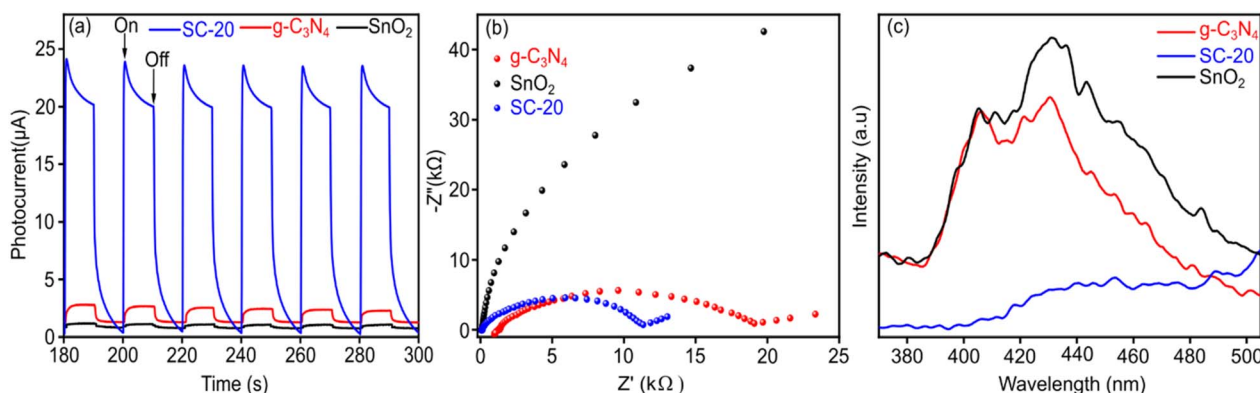 (a)
On
Off
SC-20
g-C₃N₄
SnO₂
Photocurrent(μA)
25
20
15
10
5
0
180 200 220 240 260 280 300
Time (s)
(b)
g-C₃N₄
SnO₂
SC-20
-Z"(kΩ)
40
30
20
10
0
0 5 10 15 20 25
Z' (kΩ)
(c)
g-C₃N₄
SC-20
SnO₂
Intensity (a.u)
380 400 420 440 460 480 500
Wavelength (nm)